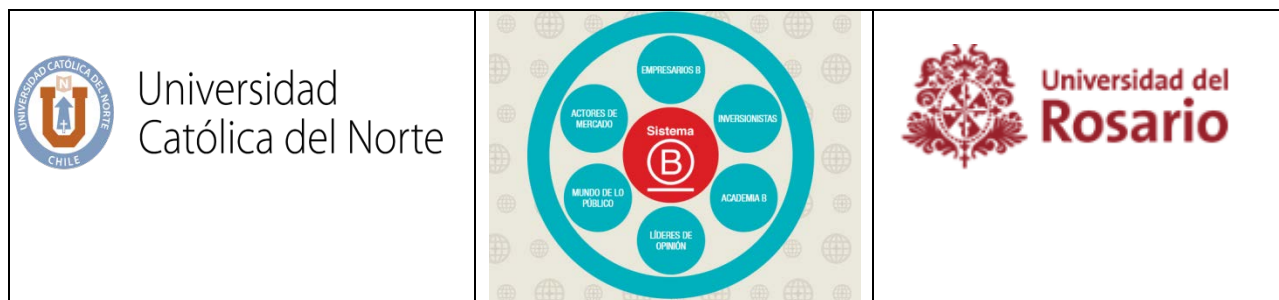 UNIVERSIDAD CATÓLICA DEL NORTE
N
U
CHILE
Universidad
Católica del Norte
EMPRESARIOS B
ACTORES DE
MERCADO
INVERSIONISTAS
Sistema
B
MUNDO DE LO
PÚBLICO
ACADEMIA B
LÍDERES DE
OPINIÓN
Universidad del
Rosario